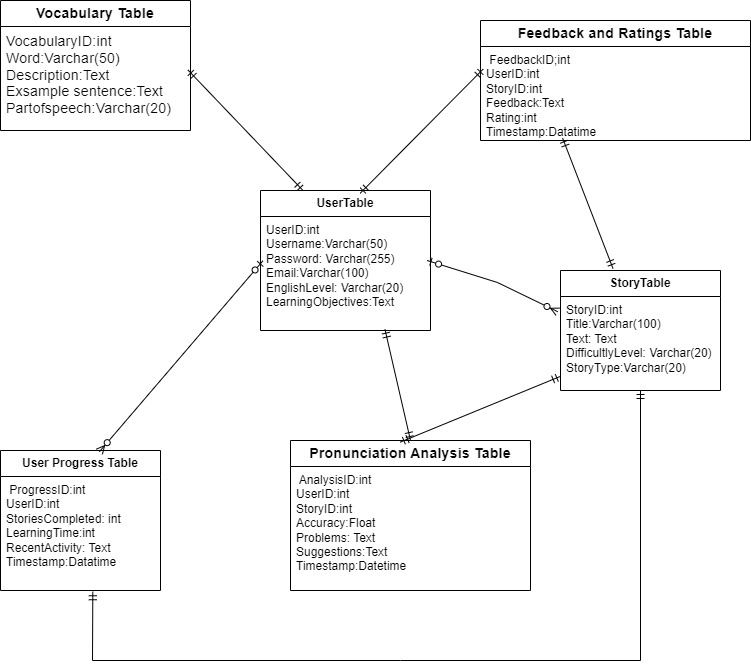 Vocabulary Table
VocabularyID:int
Word:Varchar(50)
Description:Text
Exsample sentence:Text
Partofspeech:Varchar(20)
Feedback and Ratings Table
FeedbackID;int
UserID:int
StoryID:int
Feedback:Text
Rating:int
Timestamp:Datatime
UserTable
UserID:int
Username:Varchar(50)
Password: Varchar(255)
Email:Varchar(100)
EnglishLevel: Varchar(20)
LearningObjectives:Text
StoryTable
StoryID:int
Title:Varchar(100)
Text: Text
DifficultlyLevel: Varchar(20)
StoryType:Varchar(20)
User Progress Table
ProgressID:int
UserID:int
StoriesCompleted: int
LearningTime:int
RecentActivity: Text
Timestamp:Datatime
Pronunciation Analysis Table
AnalysisID:int
UserID:int
StoryID:int
Accuracy:Float
Problems: Text
Suggestions:Text
Timestamp:Datetime